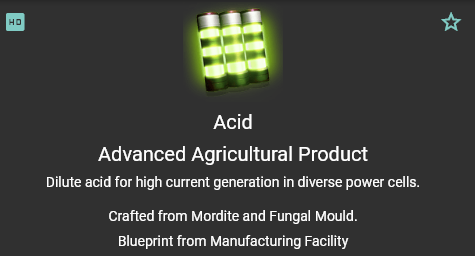 HD
Acid
Advanced Agricultural Product
Dilute acid for high current generation in diverse power cells.
Crafted from Mordite and Fungal Mould.
Blueprint from Manufacturing Facility